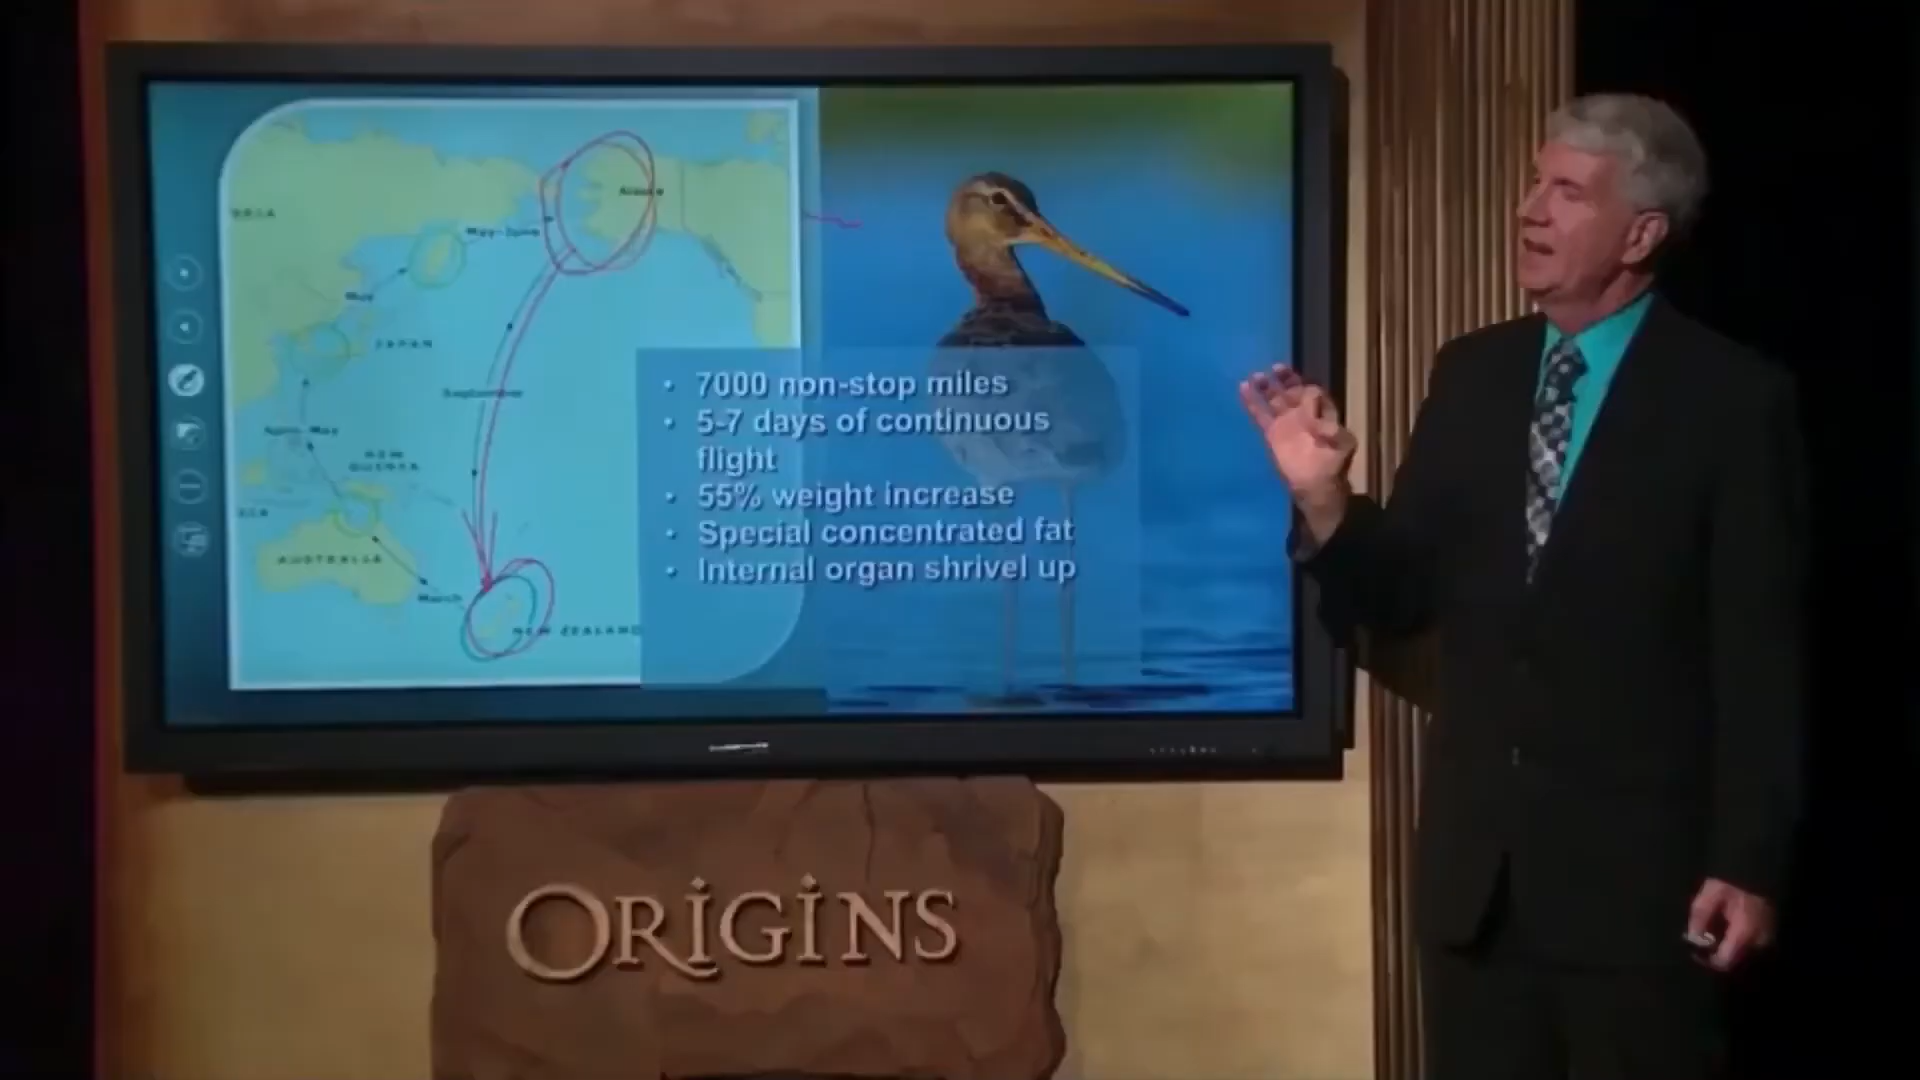 Alaska
May-June
May
JAPAN
September
April-May
NEW
GUINEA
AUSTRALIA
March
NEW ZEALAND
• 7000 non-stop miles
• 5-7 days of continuous
flight
• 55% weight increase
• Special concentrated fat
• Internal organ shrivel up
ORIGINS